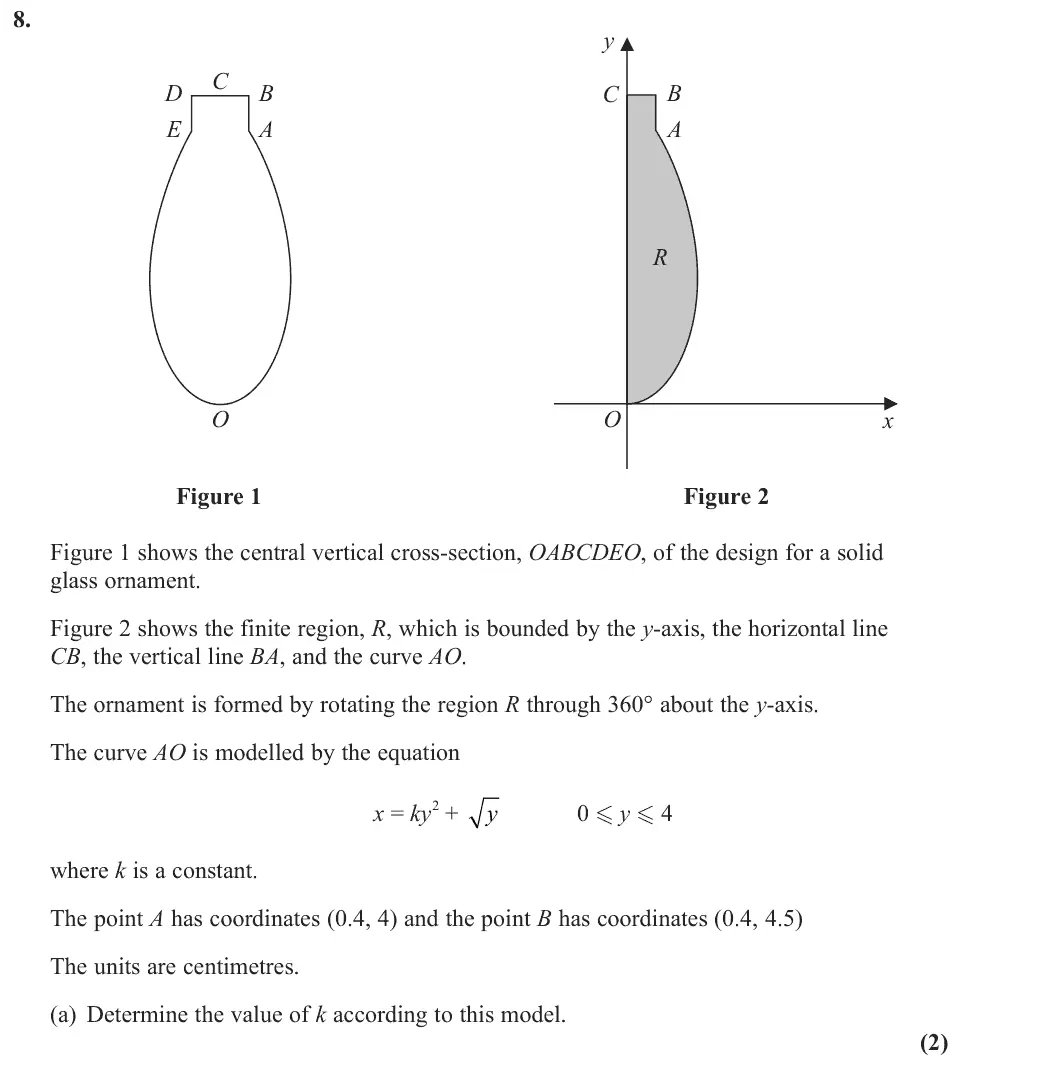 8.
D C B
E A
O
Figure 1
y
C B
A
R
O x
Figure 2
Figure 1 shows the central vertical cross-section, OABCDEO, of the design for a solid
glass ornament.
Figure 2 shows the finite region, R, which is bounded by the y-axis, the horizontal line
CB, the vertical line BA, and the curve AO.
The ornament is formed by rotating the region R through 360° about the y-axis.
The curve AO is modelled by the equation
x = ky² + √y 0 ⩽ y ⩽ 4
where k is a constant.
The point A has coordinates (0.4, 4) and the point B has coordinates (0.4, 4.5)
The units are centimetres.
(a) Determine the value of k according to this model.
(2)